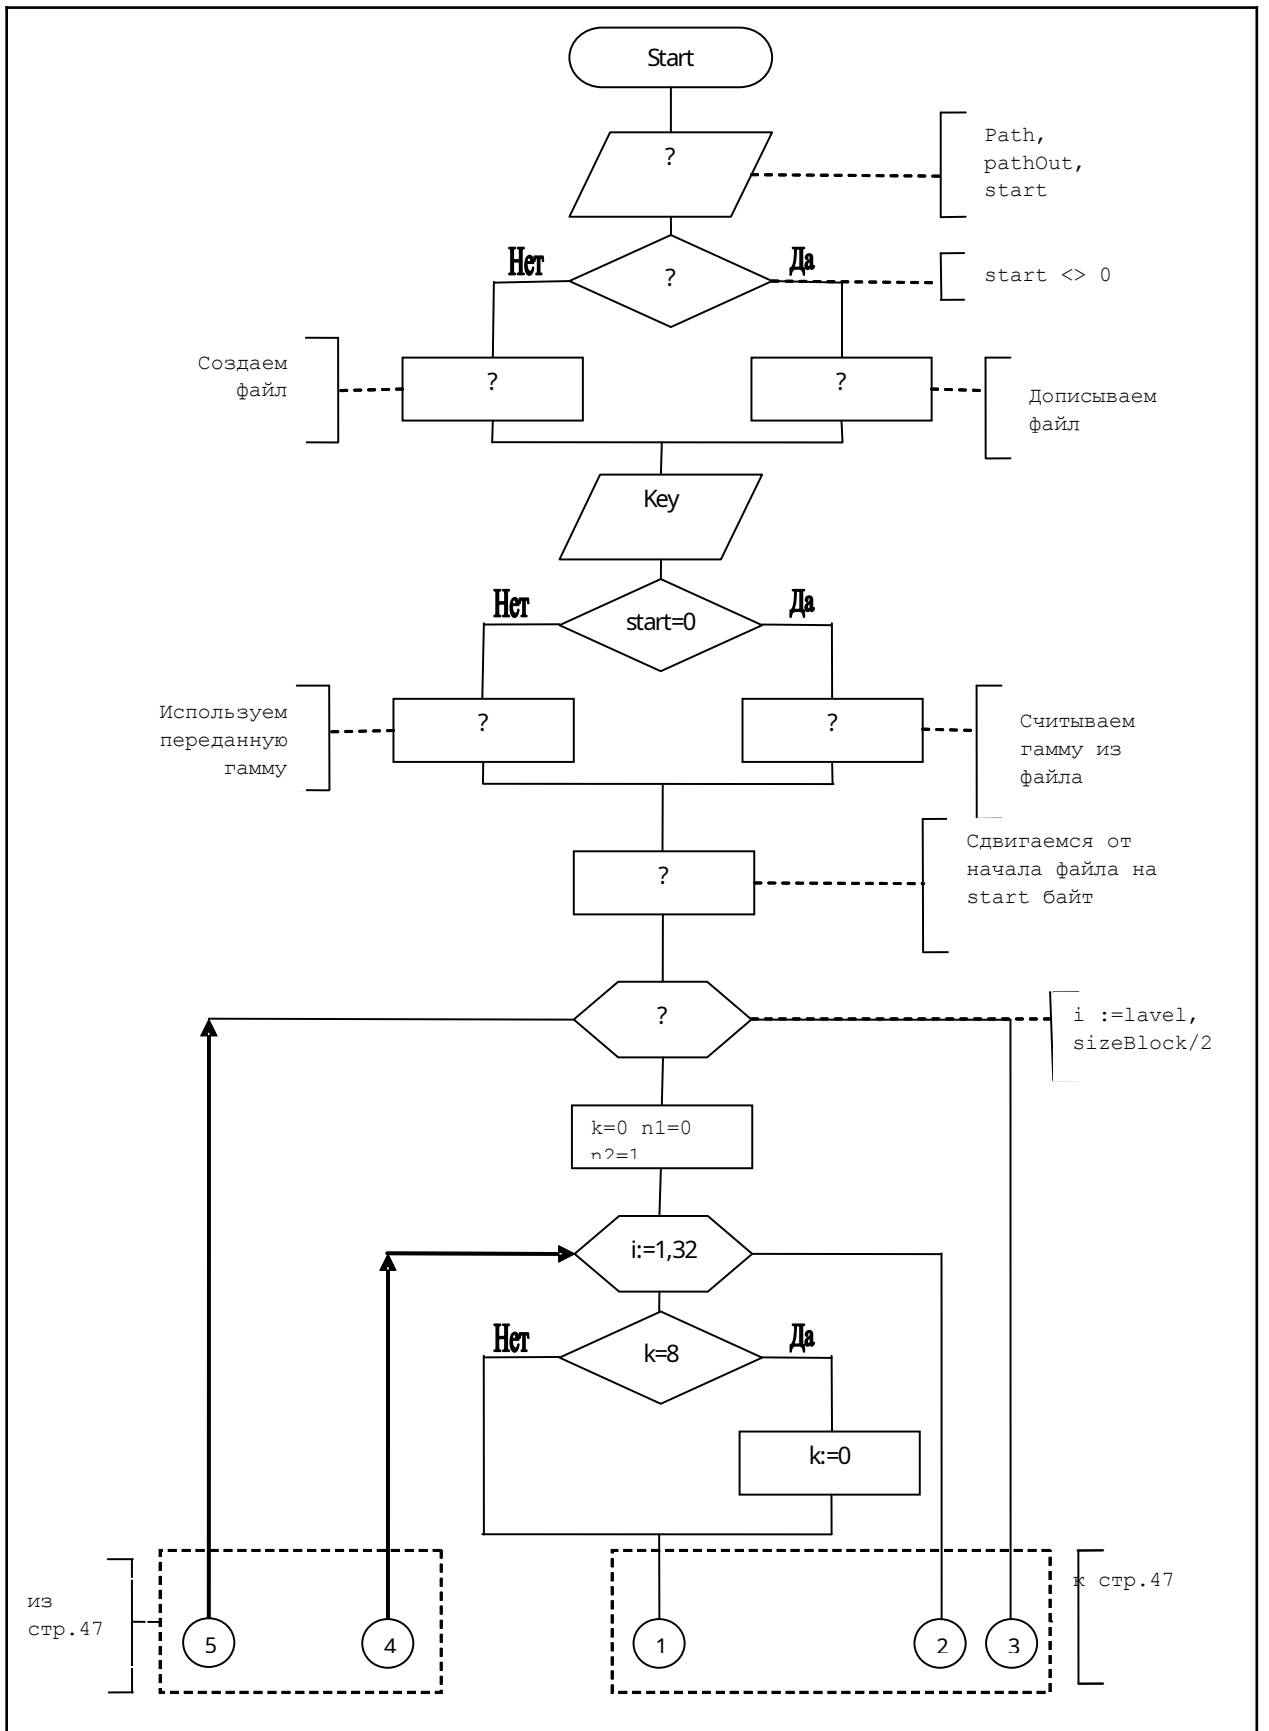 Start
?
Path,
pathOut,
start
Нет
Да
?
start <> 0
Создаем
файл
?
?
Дописываем
файл
Key
Нет
Да
start=0
Используем
переданную
гамму
?
?
Считываем
гамму из
файла
?
Сдвигаемся от
начала файла на
start байт
?
i :=lavel,
sizeBlock/2
k=0 n1=0
n2=1
i:=1,32
Нет
Да
k=8
k:=0
из
стр.47
к стр.47
5
4
1
2
3